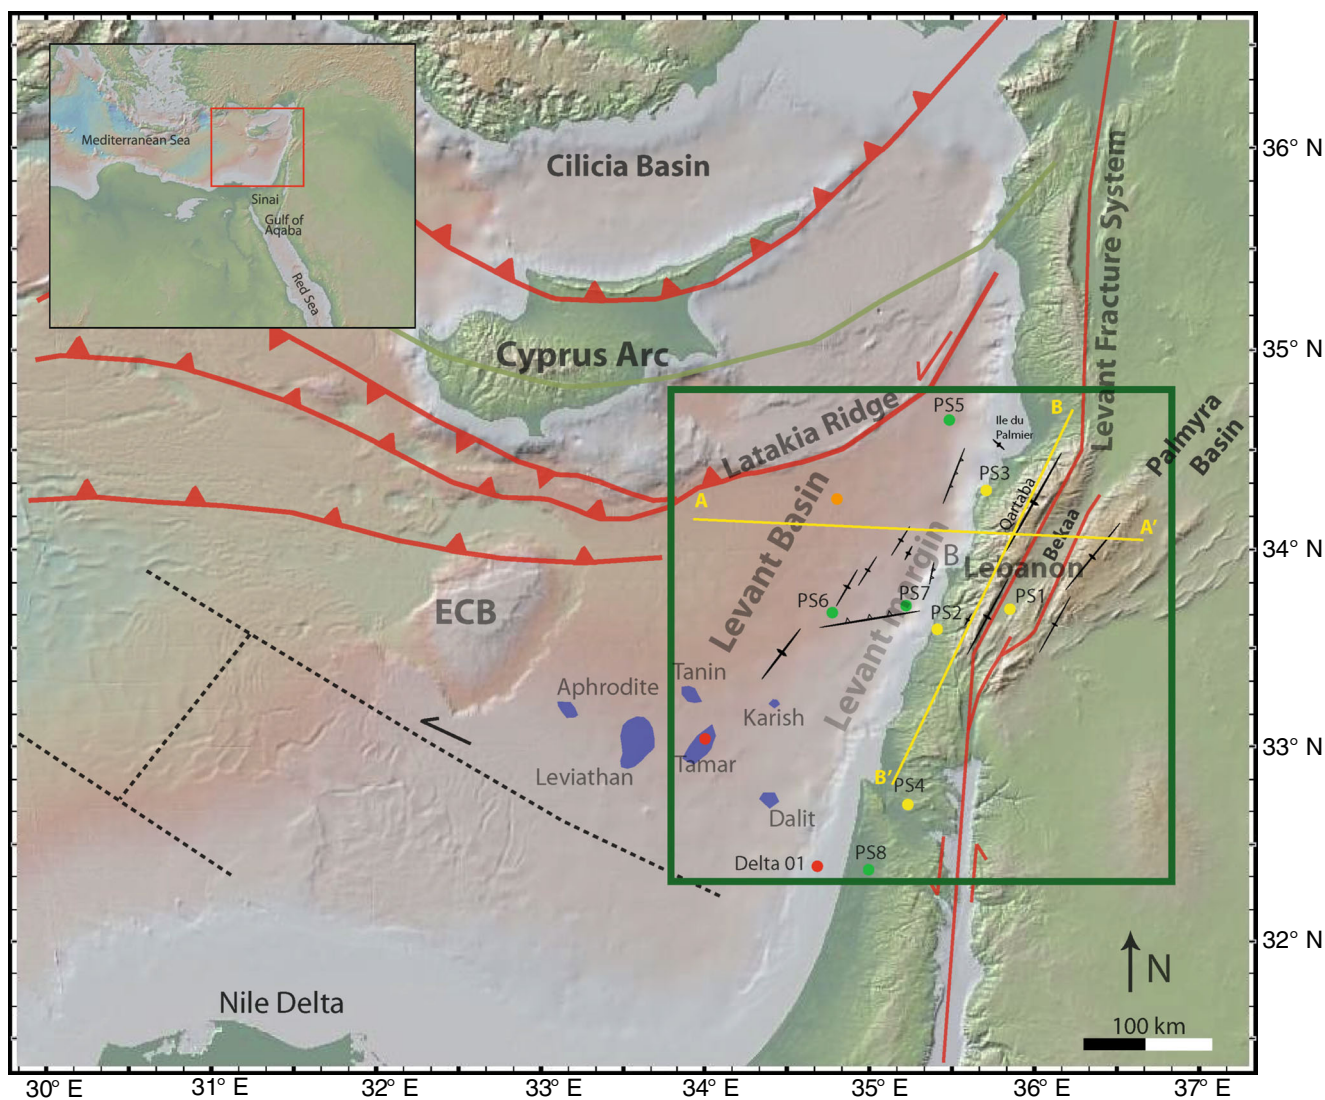 Mediterranean Sea
Sinai
Gulf of
Aqaba
Red Sea
Cilicia Basin
36° N
Levant Fracture System
35° N
Cyprus Arc
Latakia Ridge
PS5
Ile du
Palmier
B
Palmyra
Basin
PS3
Qartaba
A
A'
Levant Basin
Levant margin
B
Bekaa
34° N
Lebanon
ECB
PS6
PS7
PS2
PS1
Aphrodite
Tanin
Karish
Leviathan
Tamar
33° N
B'
PS4
Dalit
Delta 01
PS8
32° N
N
Nile Delta
100 km
30° E
31° E
32° E
33° E
34° E
35° E
36° E
37° E